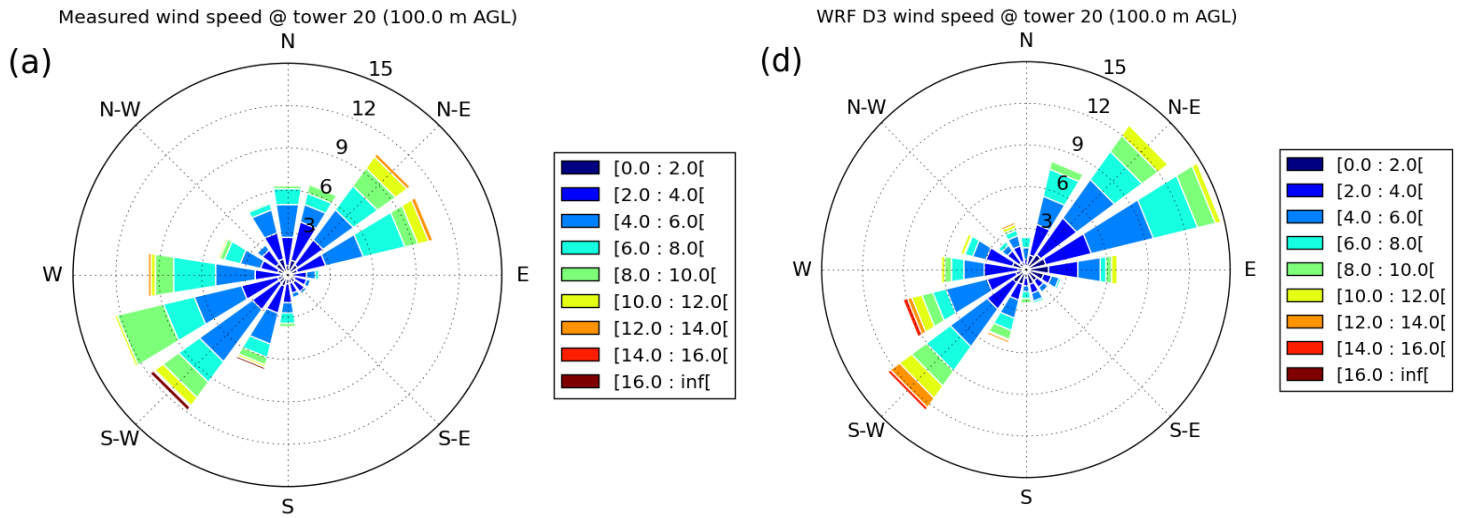 Measured wind speed @ tower 20 (100.0 m AGL)
(a)
N
15
N-W
12
N-E
9
6
3
W
E
S-W
S-E
S
[0.0 : 2.0[
[2.0 : 4.0[
[4.0 : 6.0[
[6.0 : 8.0[
[8.0 : 10.0[
[10.0 : 12.0[
[12.0 : 14.0[
[14.0 : 16.0[
[16.0 : inf[
WRF D3 wind speed @ tower 20 (100.0 m AGL)
(d)
N
15
N-W
12
N-E
9
6
3
W
E
S-W
S-E
S
[0.0 : 2.0[
[2.0 : 4.0[
[4.0 : 6.0[
[6.0 : 8.0[
[8.0 : 10.0[
[10.0 : 12.0[
[12.0 : 14.0[
[14.0 : 16.0[
[16.0 : inf[